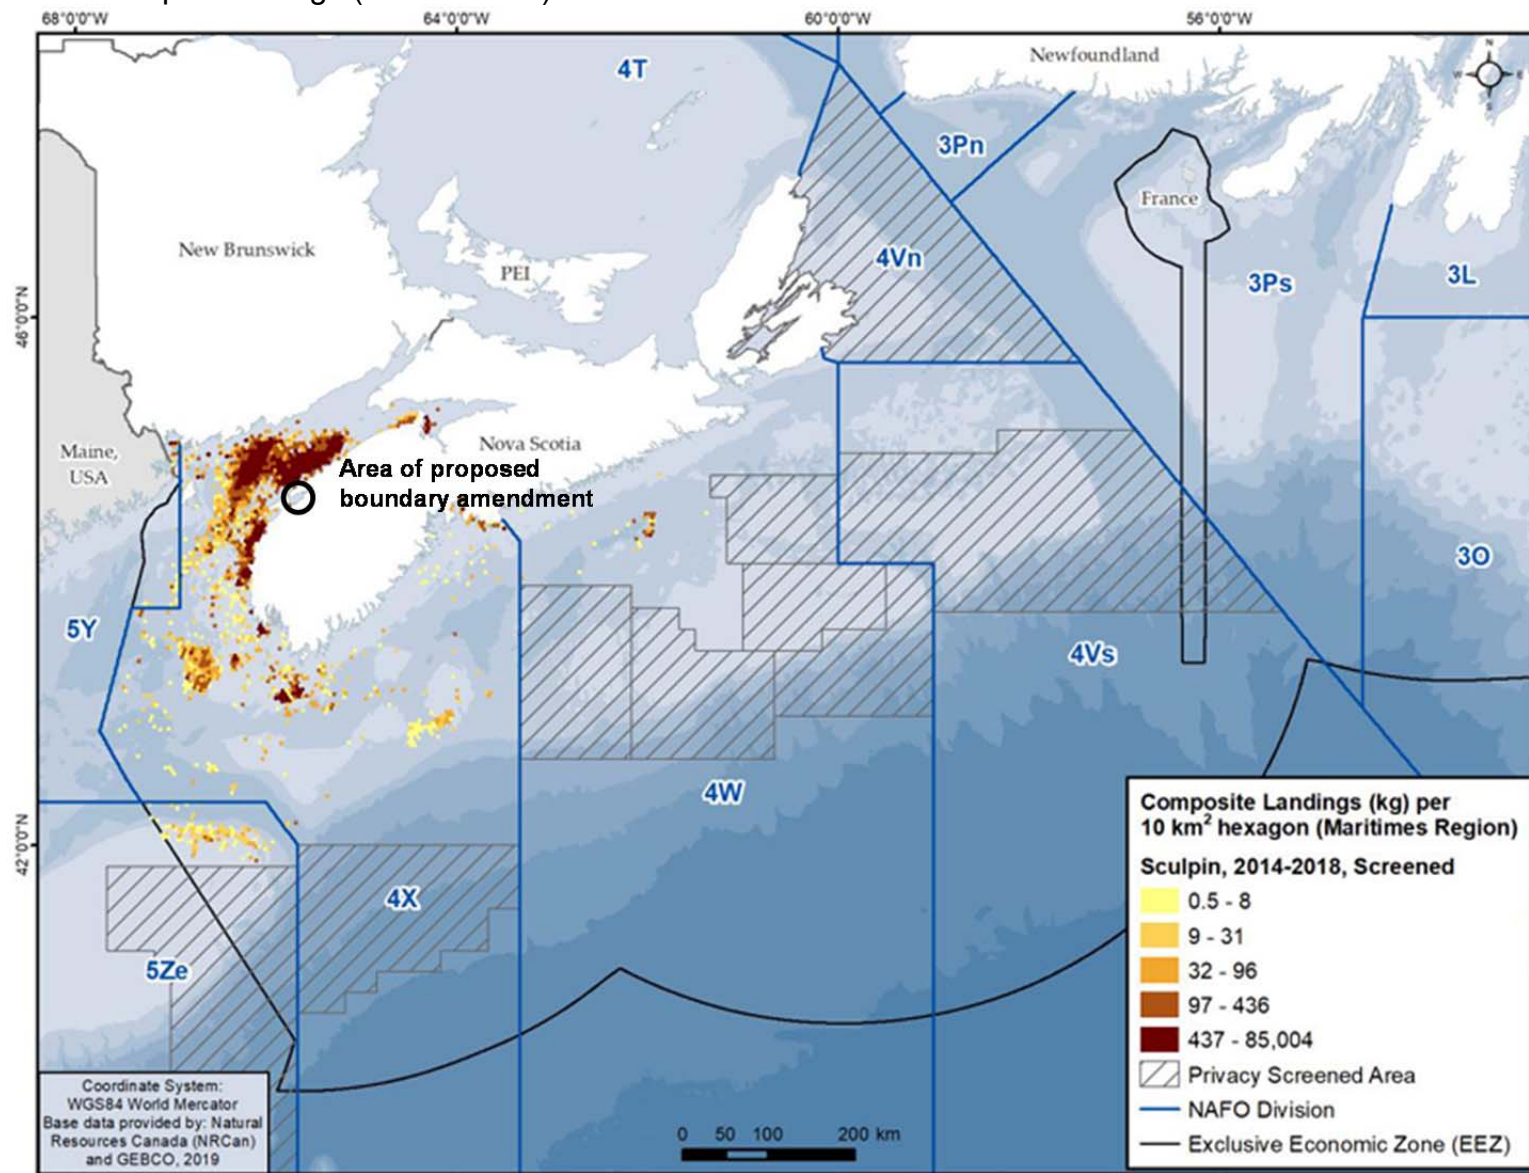 68°0'0"W
64°0'0"W
60°0'0"W
56°0'0"W
4T
Newfoundland
N
W
E
S
3Pn
France
New Brunswick
PEI
4Vn
3Ps
3L
46°0'0"N
Maine,
USA
Nova Scotia
Area of proposed
boundary amendment
3O
5Y
4Vs
4W
42°0'0"N
4X
5Ze
Composite Landings (kg) per
10 km² hexagon (Maritimes Region)
Sculpin, 2014-2018, Screened
0.5 - 8
9 - 31
32 - 96
97 - 436
437 - 85,004
Privacy Screened Area
NAFO Division
Exclusive Economic Zone (EEZ)
Coordinate System:
WGS84 World Mercator
Base data provided by: Natural
Resources Canada (NRCan)
and GEBCO, 2019
0 50 100 200 km